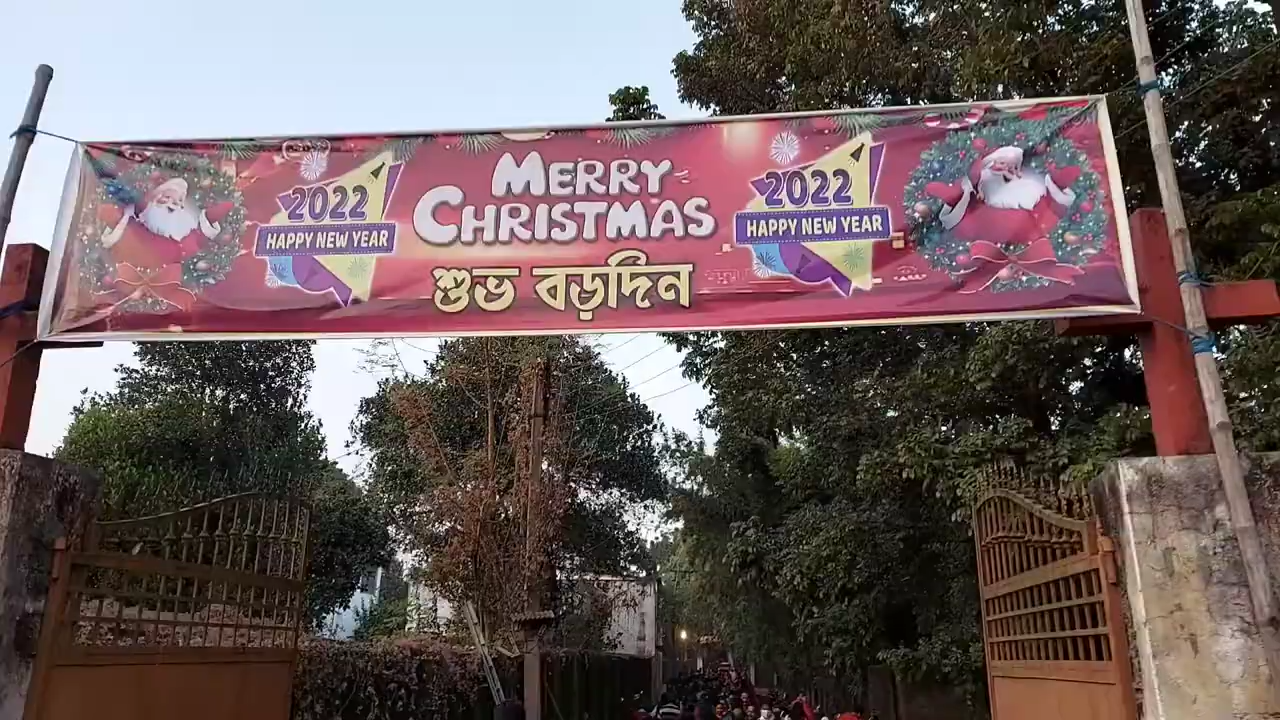 MERRY
CHRISTMAS
শুভ বড়দিন
2022
HAPPY NEW YEAR
2022
HAPPY NEW YEAR